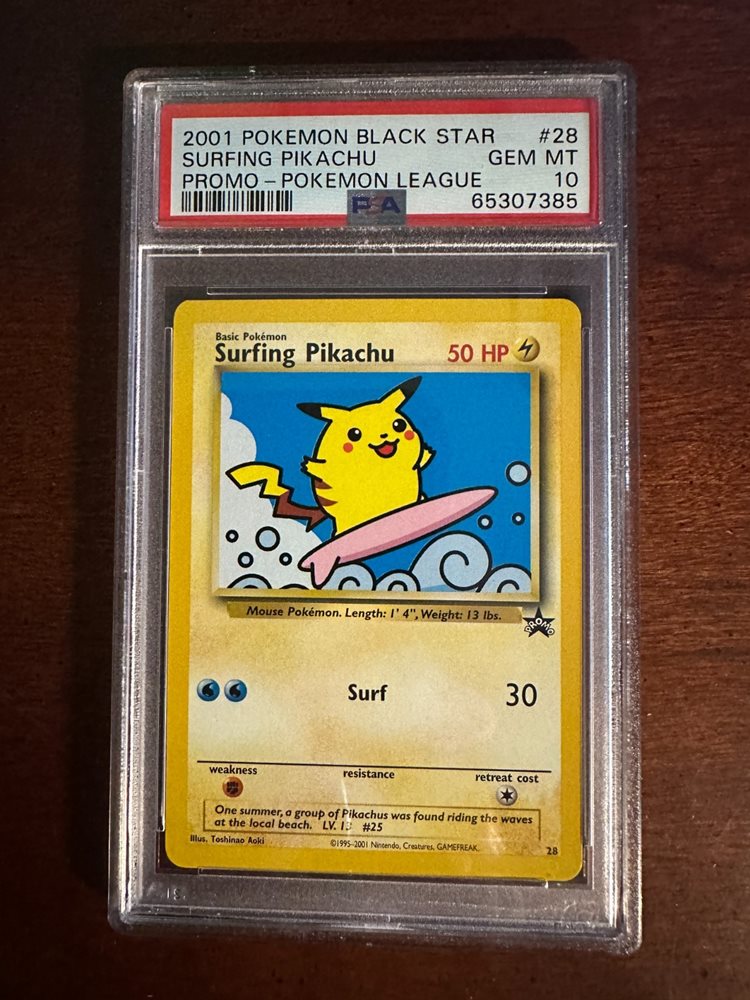 2001 POKEMON BLACK STAR #28
SURFING PIKACHU GEM MT
PROMO - POKEMON LEAGUE 10
PSA 65307385
Basic Pokémon
Surfing Pikachu 50 HP
Mouse Pokémon. Length: 1' 4", Weight: 13 lbs.
PROMO
Surf 30
weakness resistance retreat cost
One summer, a group of Pikachus was found riding the waves
at the local beach. LV. 13 #25
Illus. Toshinao Aoki ©1995-2001 Nintendo, Creatures, GAMEFREAK. 28